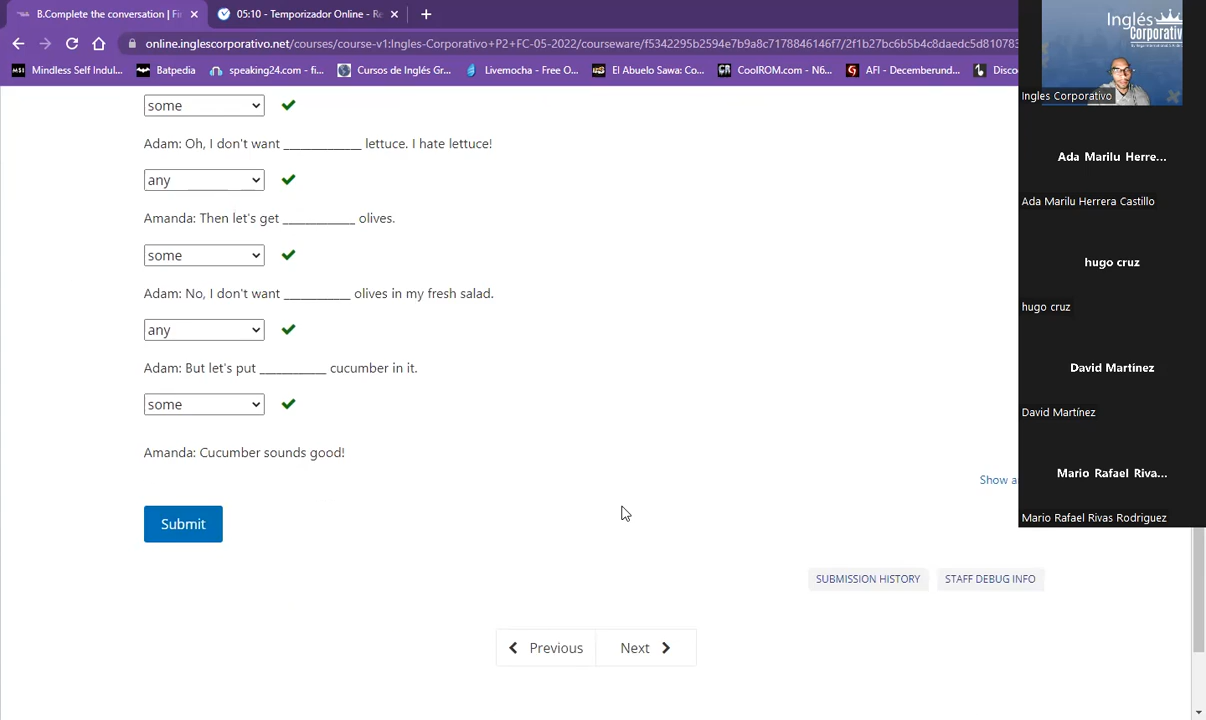 B.Complete the conversation | Fi
05:10 - Temporizador Online - Re
online.inglescorporativo.net/courses/course-v1:Ingles-Corporativo+P2+FC-05-2022/courseware/f5342295b2594e7b9a8c7178846146f7/2f1b27bc6b5b4c8daedc5d810783
Mindless Self Indul...
Batpedia
speaking24.com - fi...
Cursos de Inglés Gr...
Livemocha - Free O...
El Abuelo Sawa: Co...
CoolROM.com - N6...
AFI - Decemberund...
Disco
some
Adam: Oh, I don't want ____________ lettuce. I hate lettuce!
any
Amanda: Then let's get ___________ olives.
some
Adam: No, I don't want __________ olives in my fresh salad.
any
Adam: But let's put __________ cucumber in it.
some
Amanda: Cucumber sounds good!
Show a
Submit
SUBMISSION HISTORY
STAFF DEBUG INFO
Previous
Next
Inglés
Corporativo
Ingles Corporativo
Ada Marilu Herre...
Ada Marilu Herrera Castillo
hugo cruz
hugo cruz
David Martínez
David Martínez
Mario Rafael Riva...
Mario Rafael Rivas Rodriguez